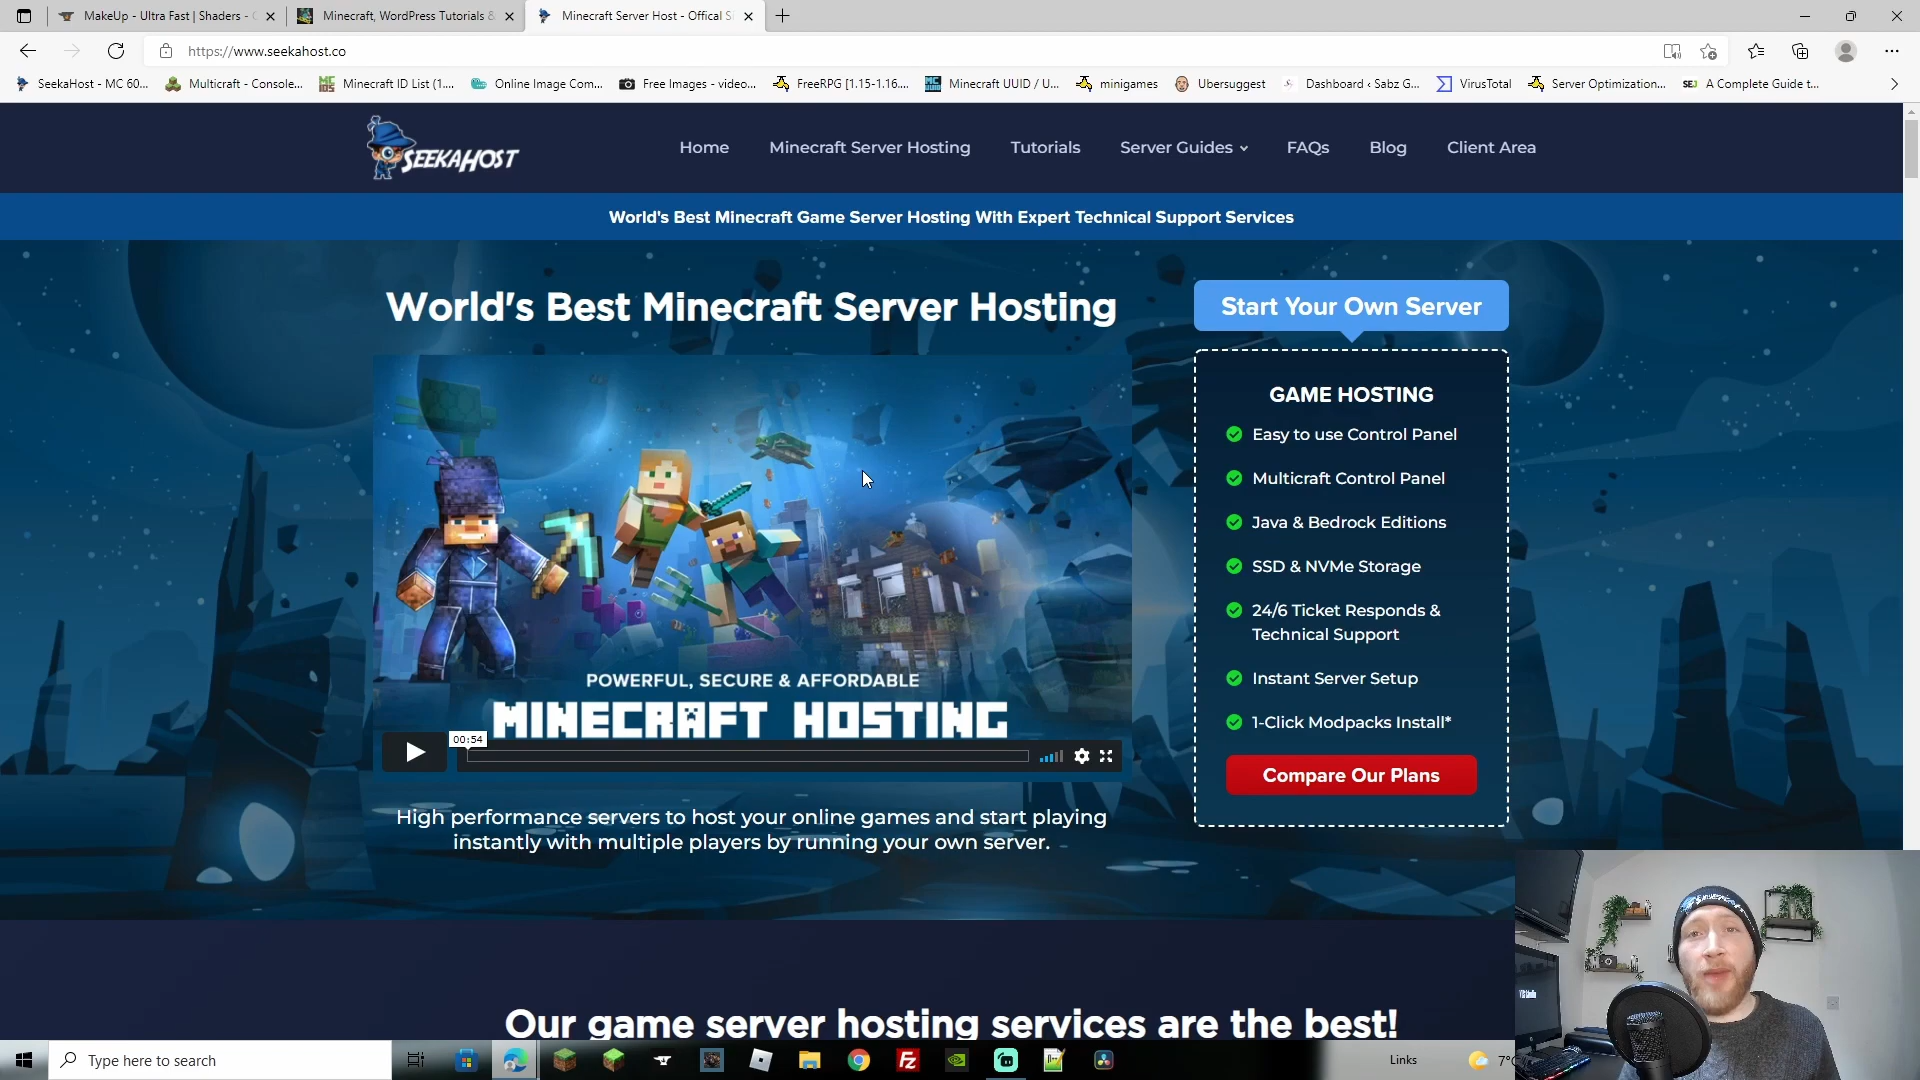 MakeUp - Ultra Fast | Shaders - C
Minecraft, WordPress Tutorials &
Minecraft Server Host - Offical Si
https://www.seekahost.co
SeekaHost - MC 60...
Multicraft - Console...
Minecraft ID List (1....
Online Image Com...
Free Images - video...
FreeRPG [1.15-1.16....
Minecraft UUID / U...
minigames
Ubersuggest
Dashboard ‹ Sabz G...
VirusTotal
Server Optimization...
SEJ
A Complete Guide t...
SEEKAHOST
Home
Minecraft Server Hosting
Tutorials
Server Guides
FAQs
Blog
Client Area
World's Best Minecraft Game Server Hosting With Expert Technical Support Services
World's Best Minecraft Server Hosting
POWERFUL, SECURE & AFFORDABLE
MINECRAFT HOSTING
00:54
High performance servers to host your online games and start playing
instantly with multiple players by running your own server.
Start Your Own Server
GAME HOSTING
Easy to use Control Panel
Multicraft Control Panel
Java & Bedrock Editions
SSD & NVMe Storage
24/6 Ticket Responds &
Technical Support
Instant Server Setup
1-Click Modpacks Install*
Compare Our Plans
Our game server hosting services are the best!
Type here to search
Links
7°C